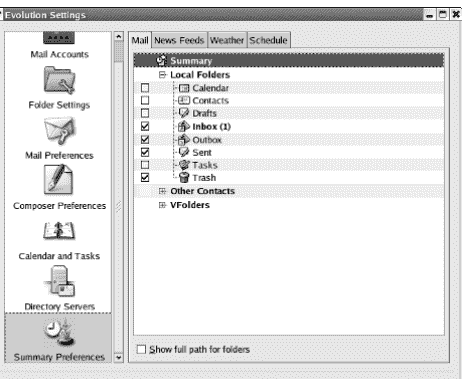 Evolution Settings
Mail Accounts
Folder Settings
Mail Preferences
Composer Preferences
Calendar and Tasks
Directory Servers
Summary Preferences
Mail News Feeds Weather Schedule
Summary
Local Folders
Calendar
Contacts
Drafts
Inbox (1)
Outbox
Sent
Tasks
Trash
Other Contacts
VFolders
Show full path for folders